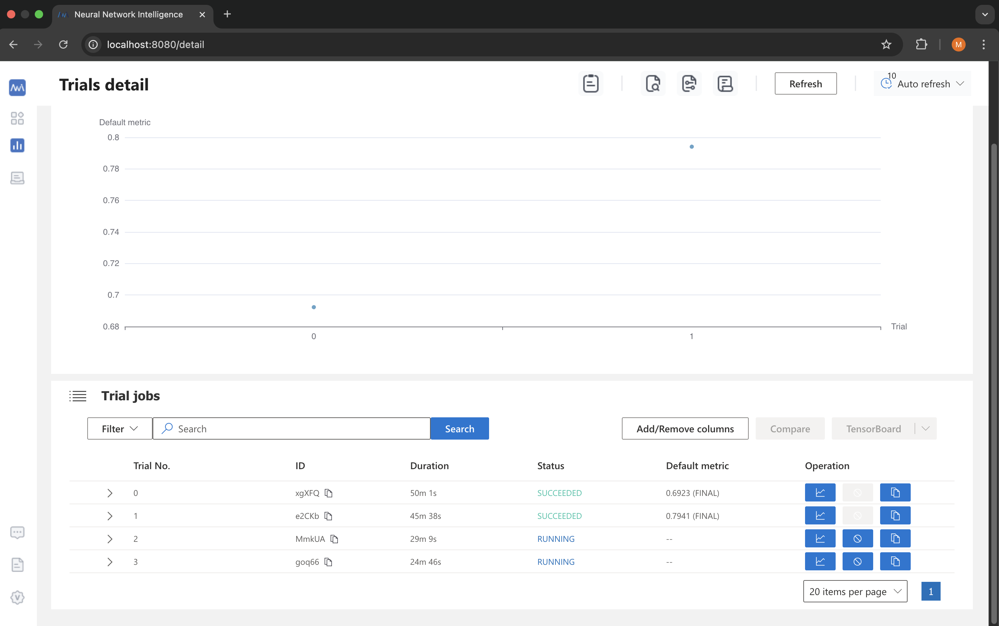 Neural Network Intelligence
localhost:8080/detail
M
Trials detail
Refresh
10
Auto refresh
Default metric
0.8
0.78
0.76
0.74
0.72
0.7
0.68
Trial
0 1
Trial jobs
Filter
Search
Search
Add/Remove columns
Compare
TensorBoard
Trial No. ID Duration Status Default metric Operation
0 xgXFQ 50m 1s SUCCEEDED 0.6923 (FINAL)
1 e2CKb 45m 38s SUCCEEDED 0.7941 (FINAL)
2 MmkUA 29m 9s RUNNING --
3 goq66 24m 46s RUNNING --
20 items per page 1
V